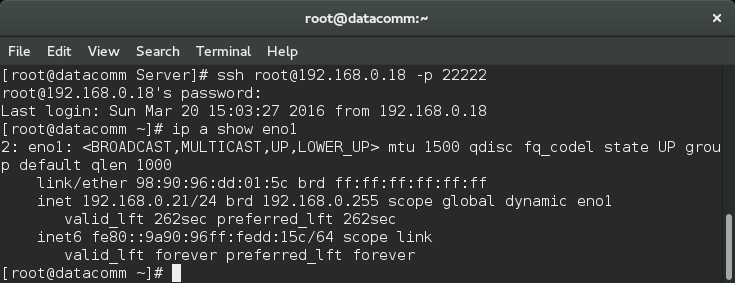 root@datacomm:~
×
File Edit View Search Terminal Help
[root@datacomm Server]# ssh root@192.168.0.18 -p 22222
root@192.168.0.18's password:
Last login: Sun Mar 20 15:03:27 2016 from 192.168.0.18
[root@datacomm ~]# ip a show eno1
2: eno1: <BROADCAST,MULTICAST,UP,LOWER_UP> mtu 1500 qdisc fq_codel state UP grou
p default qlen 1000
    link/ether 98:90:96:dd:01:5c brd ff:ff:ff:ff:ff:ff
    inet 192.168.0.21/24 brd 192.168.0.255 scope global dynamic eno1
       valid_lft 262sec preferred_lft 262sec
    inet6 fe80::9a90:96ff:fedd:15c/64 scope link
       valid_lft forever preferred_lft forever
[root@datacomm ~]#